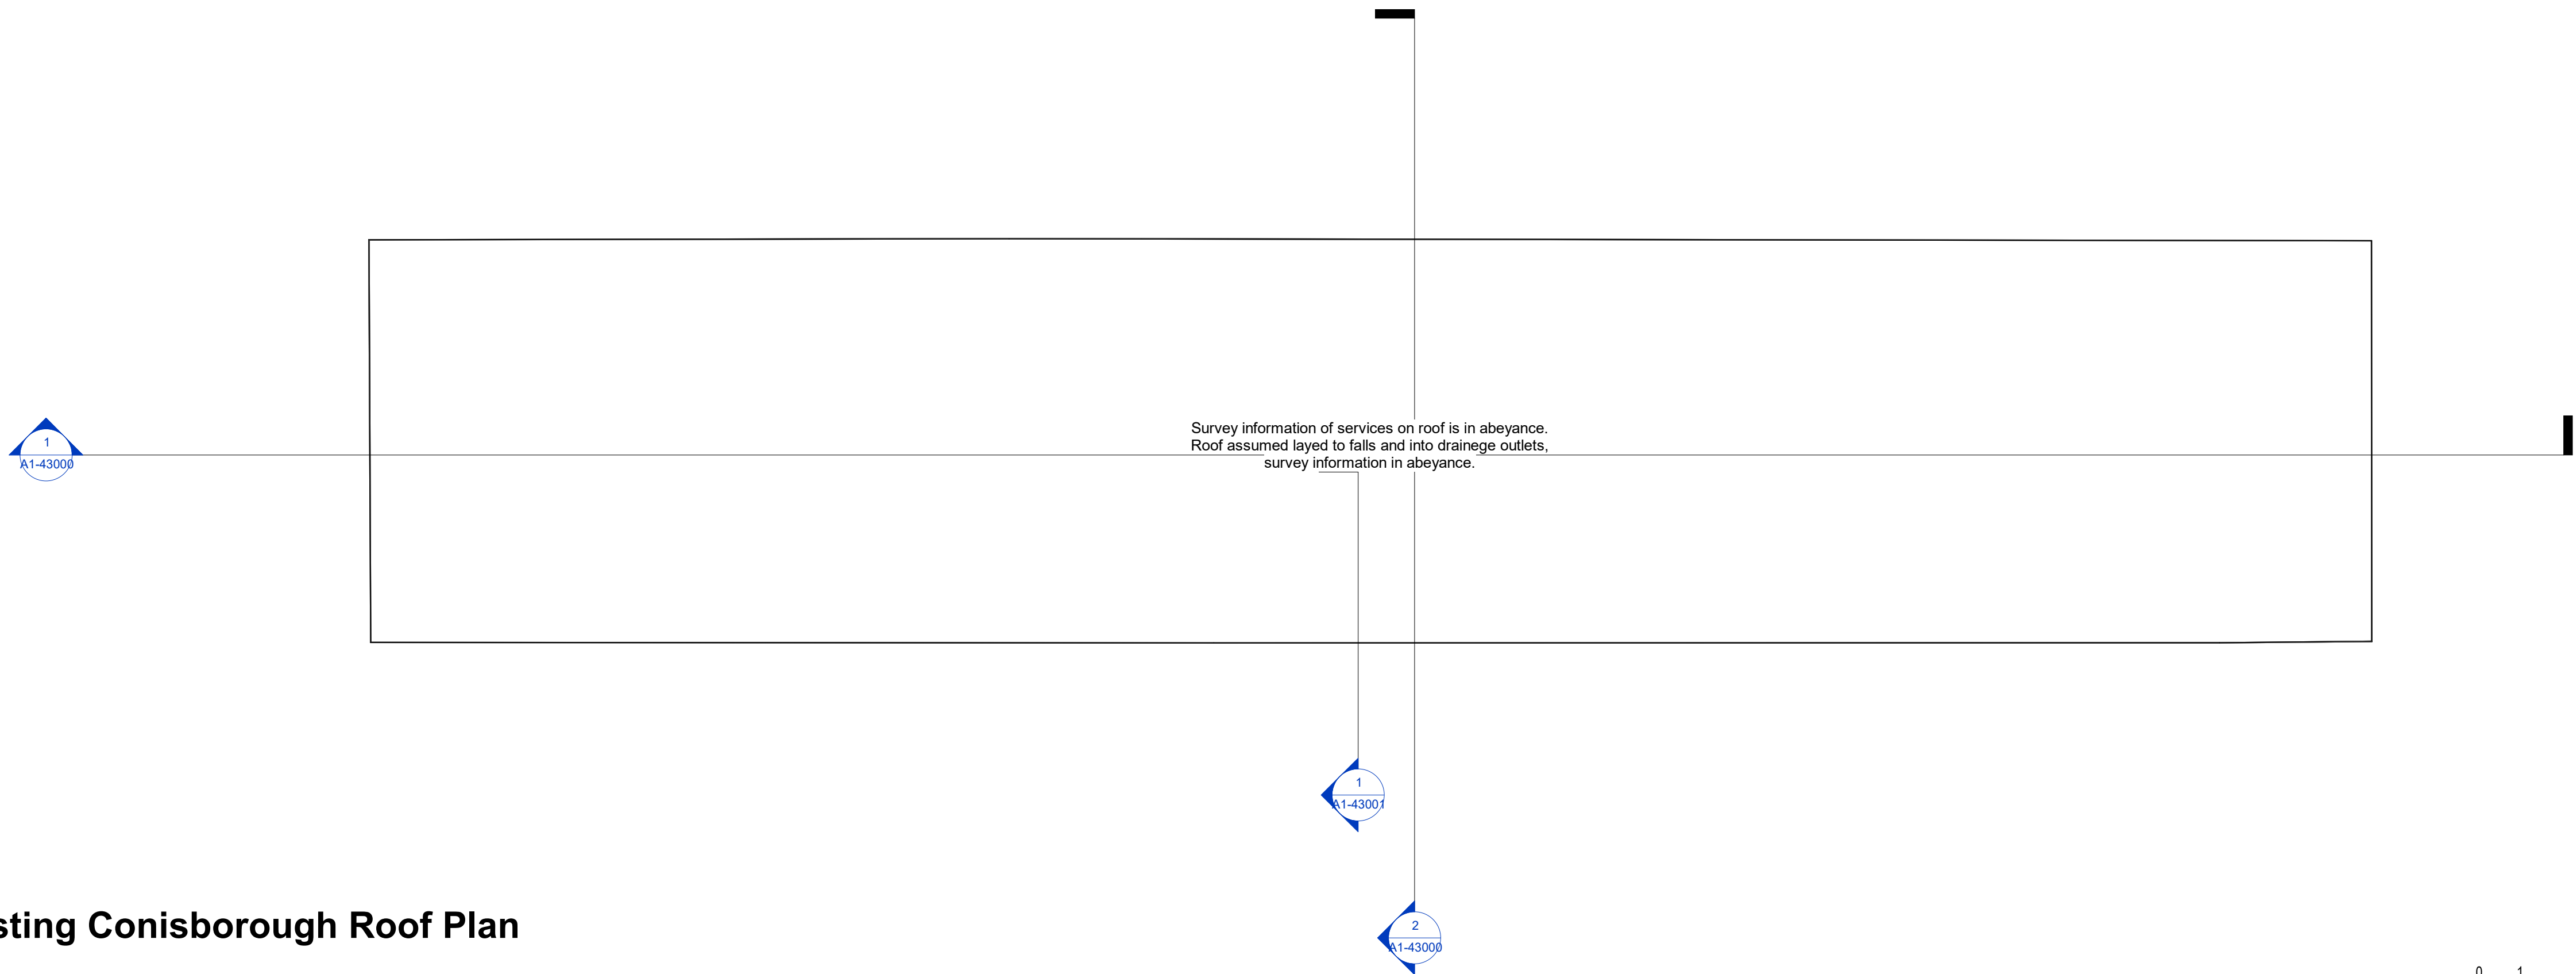 1
A1-43000
Survey information of services on roof is in abeyance.
Roof assumed layed to falls and into drainege outlets,
survey information in abeyance.
1
A1-43001
sting Conisborough Roof Plan
2
A1-43000
0 1